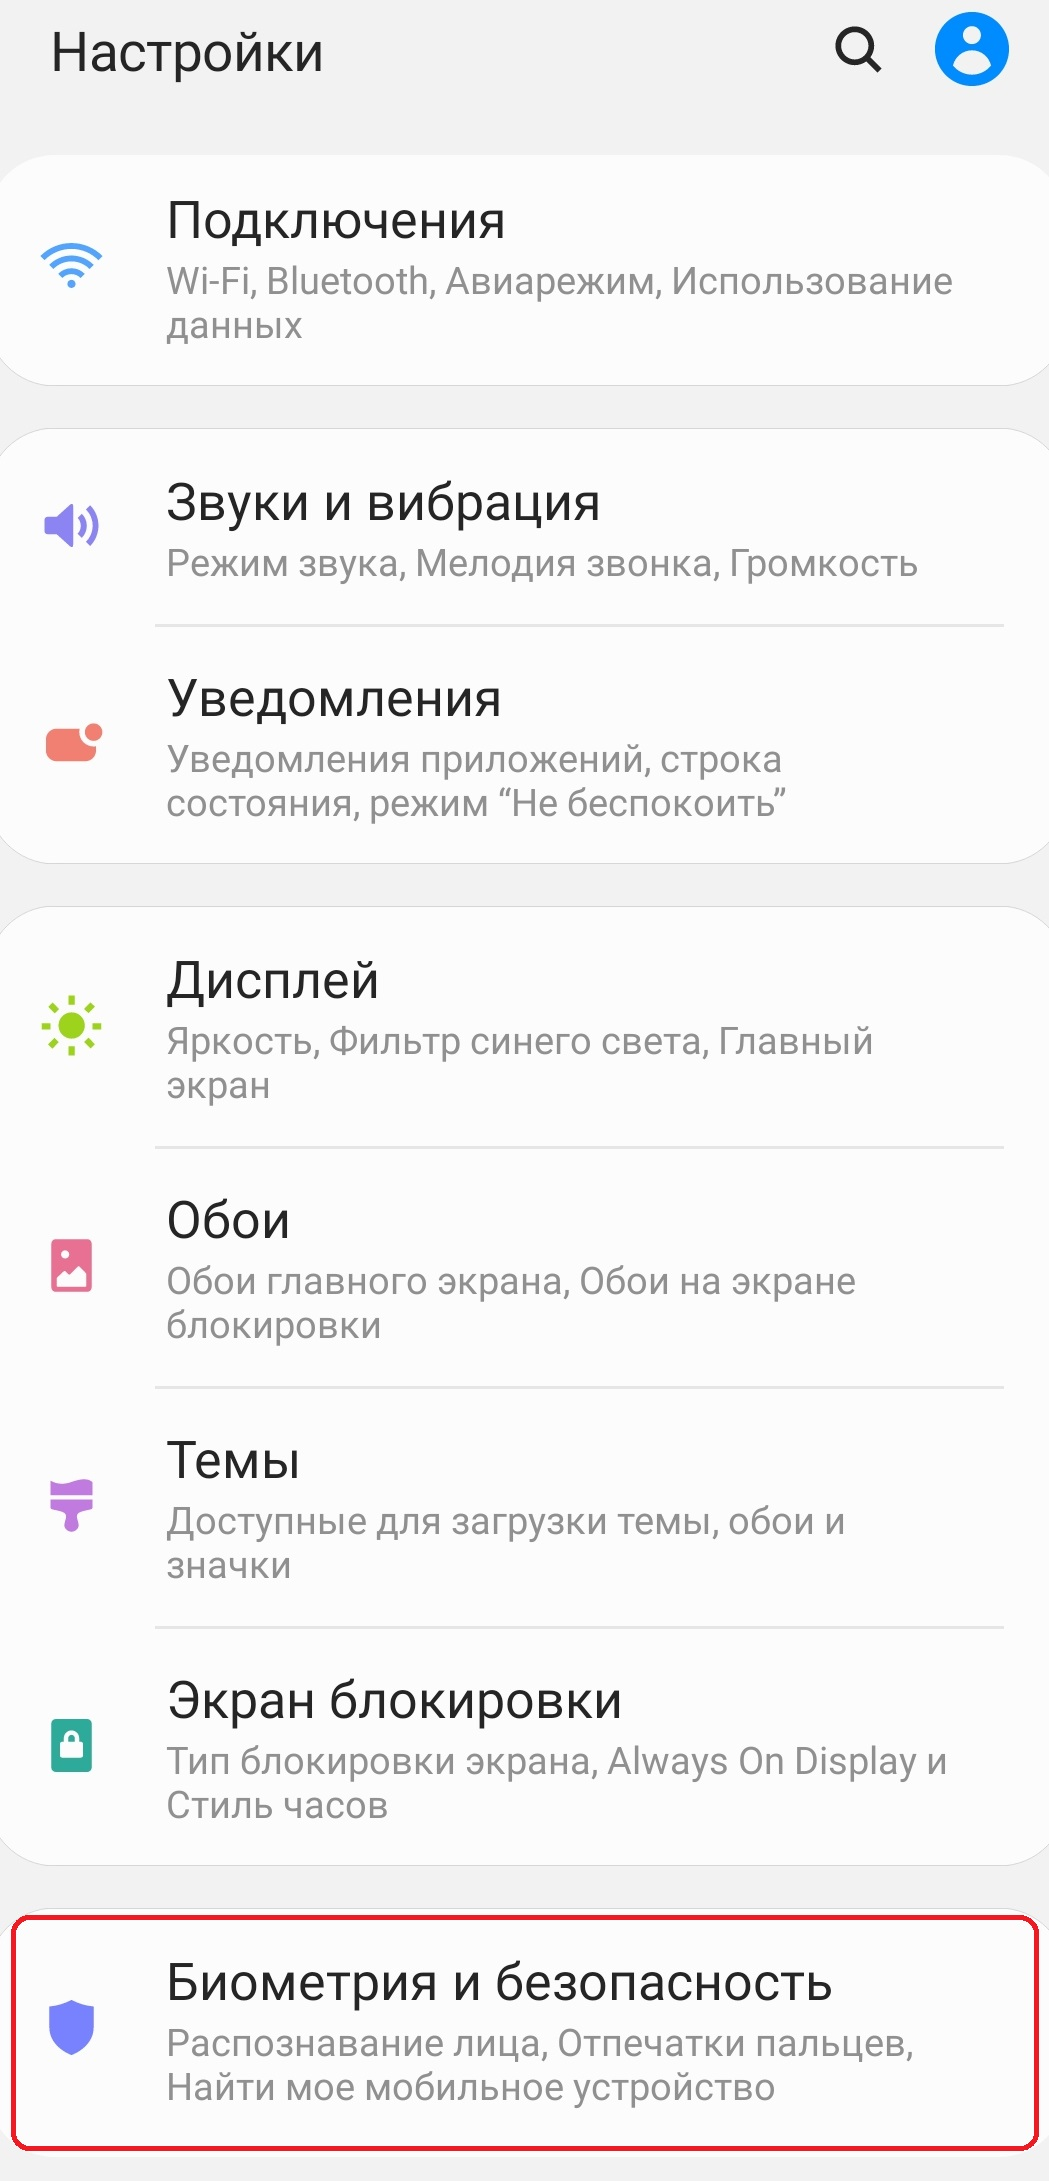 Настройки
Подключения
Wi-Fi, Bluetooth, Авиарежим, Использование
данных
Звуки и вибрация
Режим звука, Мелодия звонка, Громкость
Уведомления
Уведомления приложений, строка
состояния, режим “Не беспокоить”
Дисплей
Яркость, Фильтр синего света, Главный
экран
Обои
Обои главного экрана, Обои на экране
блокировки
Темы
Доступные для загрузки темы, обои и
значки
Экран блокировки
Тип блокировки экрана, Always On Display и
Стиль часов
Биометрия и безопасность
Распознавание лица, Отпечатки пальцев,
Найти мое мобильное устройство